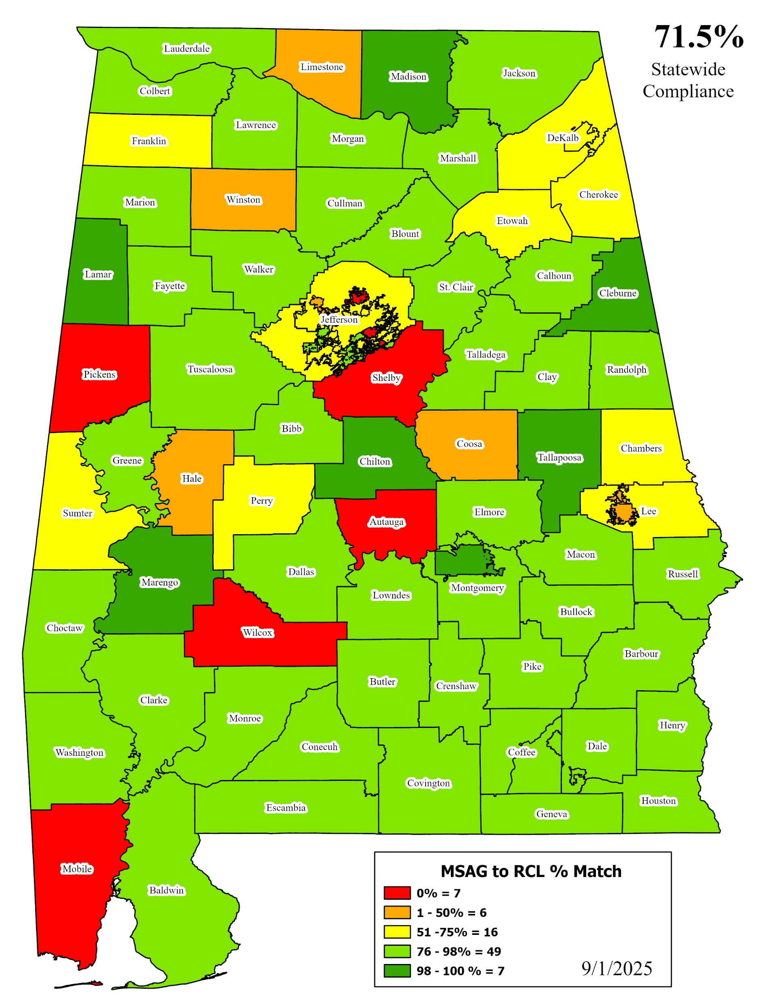 71.5%
Statewide
Compliance
Lauderdale
Limestone
Madison
Jackson
Colbert
Lawrence
Morgan
DeKalb
Franklin
Marshall
Marion
Winston
Cullman
Cherokee
Etowah
Blount
Lamar
Fayette
Walker
St. Clair
Calhoun
Cleburne
Jefferson
Pickens
Tuscaloosa
Shelby
Talladega
Clay
Randolph
Bibb
Coosa
Chambers
Greene
Chilton
Tallapoosa
Hale
Perry
Sumter
Autauga
Elmore
Lee
Macon
Dallas
Russell
Marengo
Lowndes
Montgomery
Bullock
Choctaw
Wilcox
Barbour
Pike
Butler
Crenshaw
Clarke
Monroe
Henry
Washington
Conecuh
Coffee
Dale
Covington
Escambia
Geneva
Houston
Mobile
Baldwin
MSAG to RCL % Match
0% = 7
1 - 50% = 6
51 -75% = 16
76 - 98% = 49
98 - 100 % = 7
9/1/2025